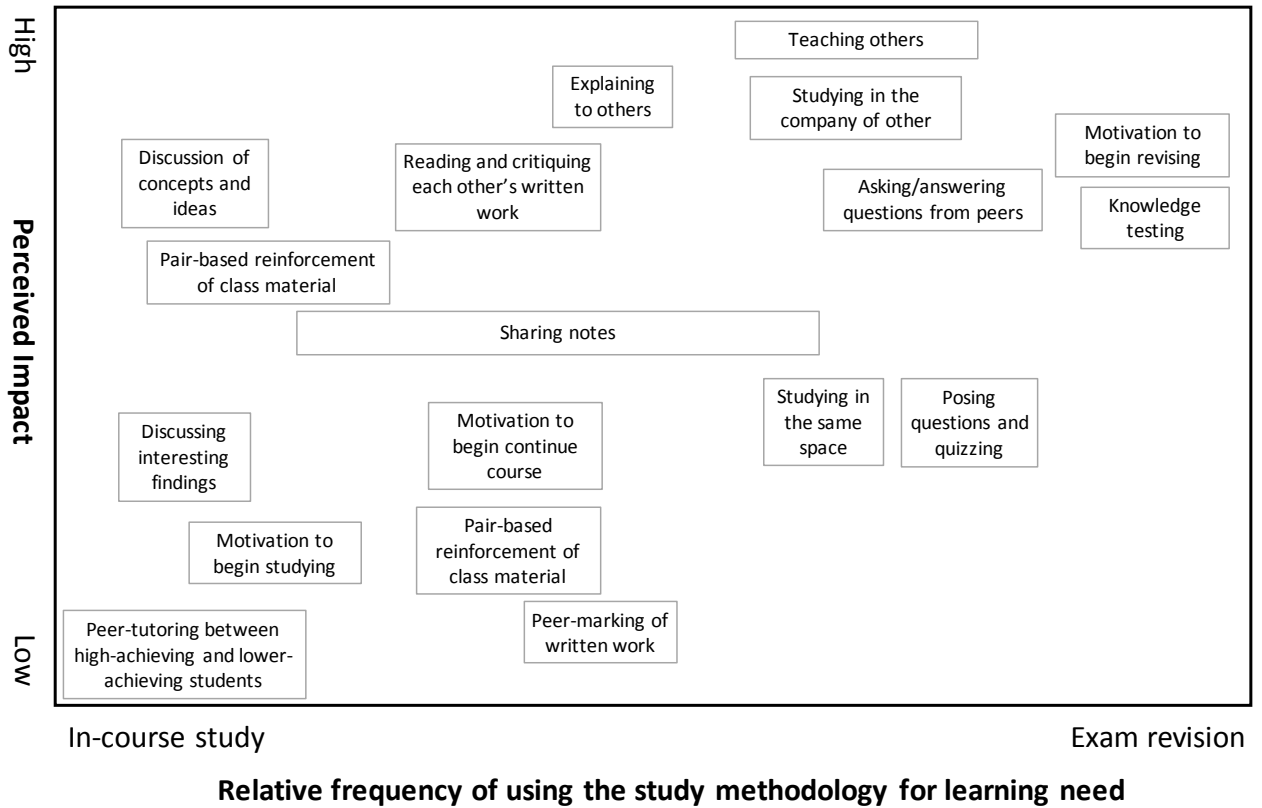 High
Teaching others
Explaining
to others
Studying in the
company of other
Motivation to
begin revising
Discussion of
concepts and
ideas
Reading and critiquing
each other's written
work
Asking/answering
questions from peers
Knowledge
testing
Perceived Impact
Pair-based reinforcement
of class material
Sharing notes
Studying in
the same
space
Posing
questions and
quizzing
Discussing
interesting
findings
Motivation to
begin continue
course
Motivation to
begin studying
Pair-based
reinforcement of
class material
Peer-marking of
written work
Peer-tutoring between
high-achieving and lower-
achieving students
Low
In-course study
Exam revision
Relative frequency of using the study methodology for learning need